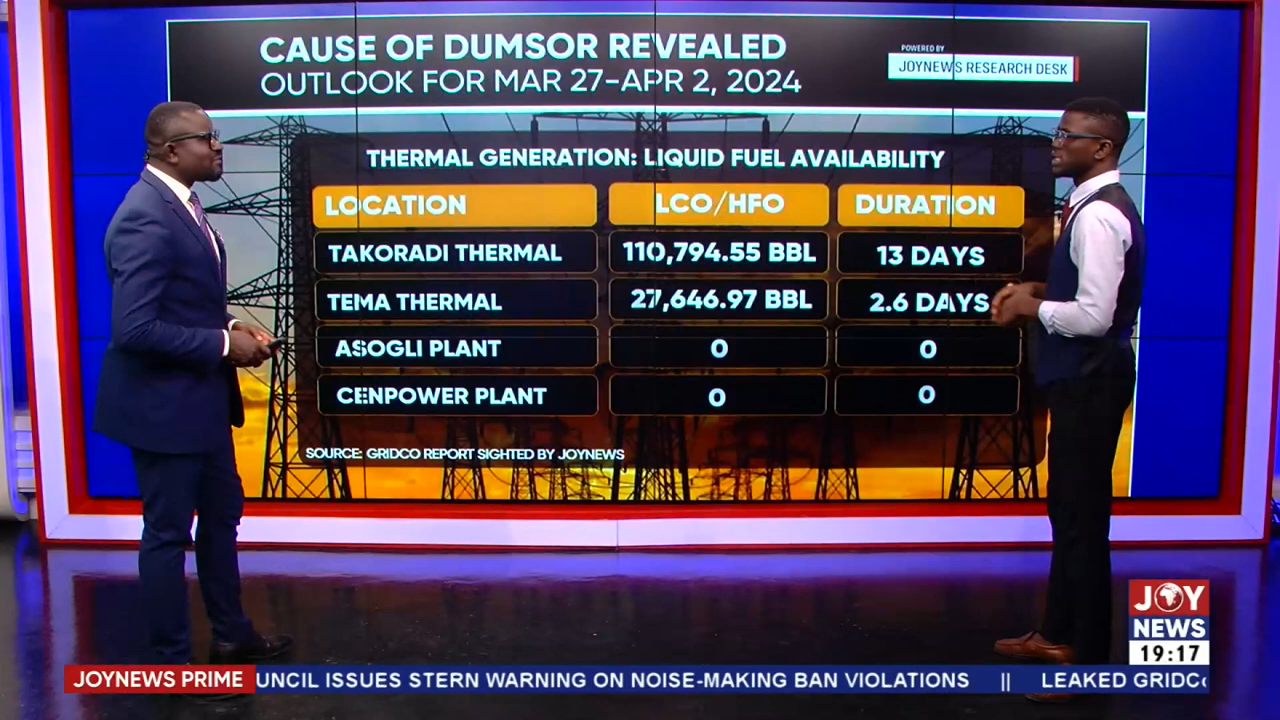 CAUSE OF DUMSOR REVEALED
OUTLOOK FOR MAR 27-APR 2, 2024
POWERED BY
JOYNEWS RESEARCH DESK
THERMAL GENERATION: LIQUID FUEL AVAILABILITY
LOCATION LCO/HFO DURATION
TAKORADI THERMAL 110,794.55 BBL 13 DAYS
TEMA THERMAL 27,646.97 BBL 2.6 DAYS
ASOGLI PLANT 0 0
CENPOWER PLANT 0 0
SOURCE: GRIDCO REPORT SIGHTED BY JOYNEWS
JOY
NEWS
19:17
JOYNEWS PRIME UNCIL ISSUES STERN WARNING ON NOISE-MAKING BAN VIOLATIONS || LEAKED GRIDC